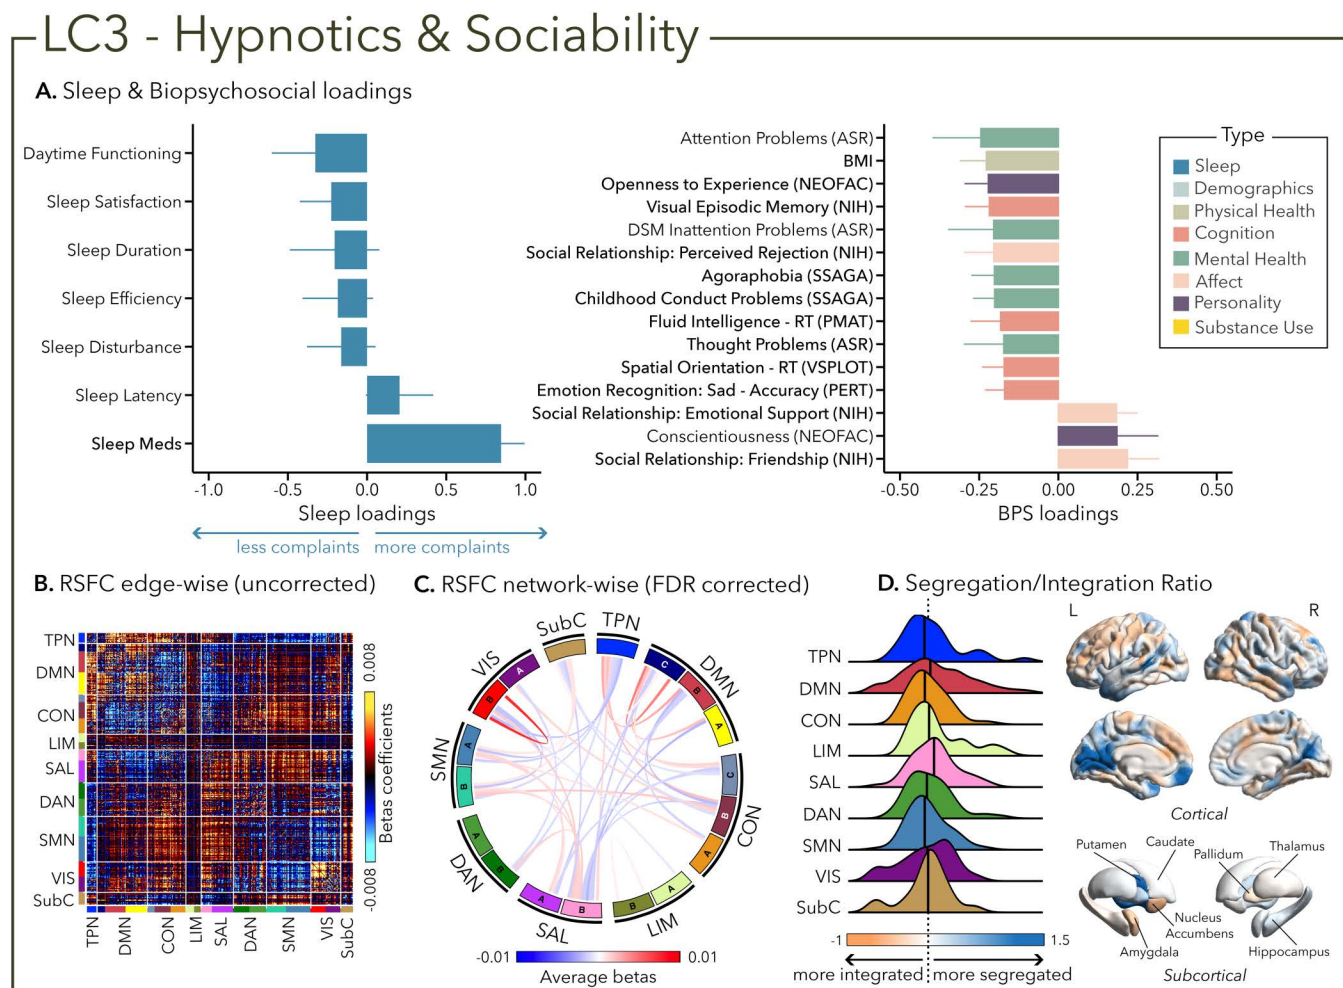 LC3 - Hypnotics & Sociability
A. Sleep & Biopsychosocial loadings
Daytime Functioning
Sleep Satisfaction
Sleep Duration
Sleep Efficiency
Sleep Disturbance
Sleep Latency
Sleep Meds
-1.0 -0.5 0.0 0.5 1.0
Sleep loadings
less complaints more complaints
Attention Problems (ASR)
BMI
Openness to Experience (NEOFAC)
Visual Episodic Memory (NIH)
DSM Inattention Problems (ASR)
Social Relationship: Perceived Rejection (NIH)
Agoraphobia (SSAGA)
Childhood Conduct Problems (SSAGA)
Fluid Intelligence - RT (PMAT)
Thought Problems (ASR)
Spatial Orientation - RT (VSPLOT)
Emotion Recognition: Sad - Accuracy (PERT)
Social Relationship: Emotional Support (NIH)
Conscientiousness (NEOFAC)
Social Relationship: Friendship (NIH)
-0.50 -0.25 0.00 0.25 0.50
BPS loadings
Type
Sleep
Demographics
Physical Health
Cognition
Mental Health
Affect
Personality
Substance Use
B. RSFC edge-wise (uncorrected)
TPN
DMN
CON
LIM
SAL
DAN
SMN
VIS
SubC
TPN DMN CON LIM SAL DAN SMN VIS SubC
0.008
Betas coefficients
-0.008
C. RSFC network-wise (FDR corrected)
TPN
C
B
A
DMN
C
B
A
CON
A
B
LIM
B
A
SAL
B
A
DAN
B
A
SMN
B
A
VIS
SubC
-0.01 0.01
Average betas
D. Segregation/Integration Ratio
TPN
DMN
CON
LIM
SAL
DAN
SMN
VIS
SubC
-1 1.5
more integrated more segregated
L R
Cortical
Putamen Caudate Pallidum Thalamus
Nucleus
Accumbens
Amygdala Hippocampus
Subcortical